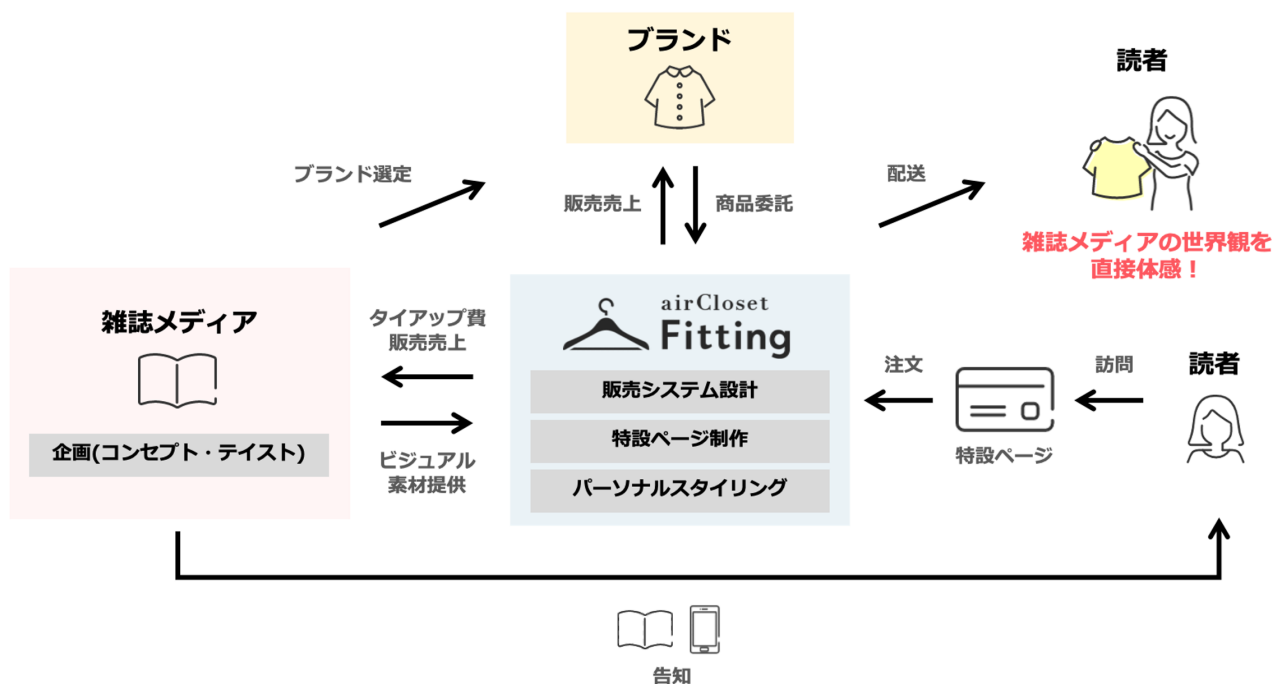 ブランド
読者
ブランド選定
販売売上
商品委託
配送
雑誌メディアの世界観を
直接体感！
雑誌メディア
企画(コンセプト・テイスト)
タイアップ費
販売売上
ビジュアル
素材提供
airCloset
Fitting
販売システム設計
特設ページ制作
パーソナルスタイリング
注文
特設ページ
訪問
読者
告知